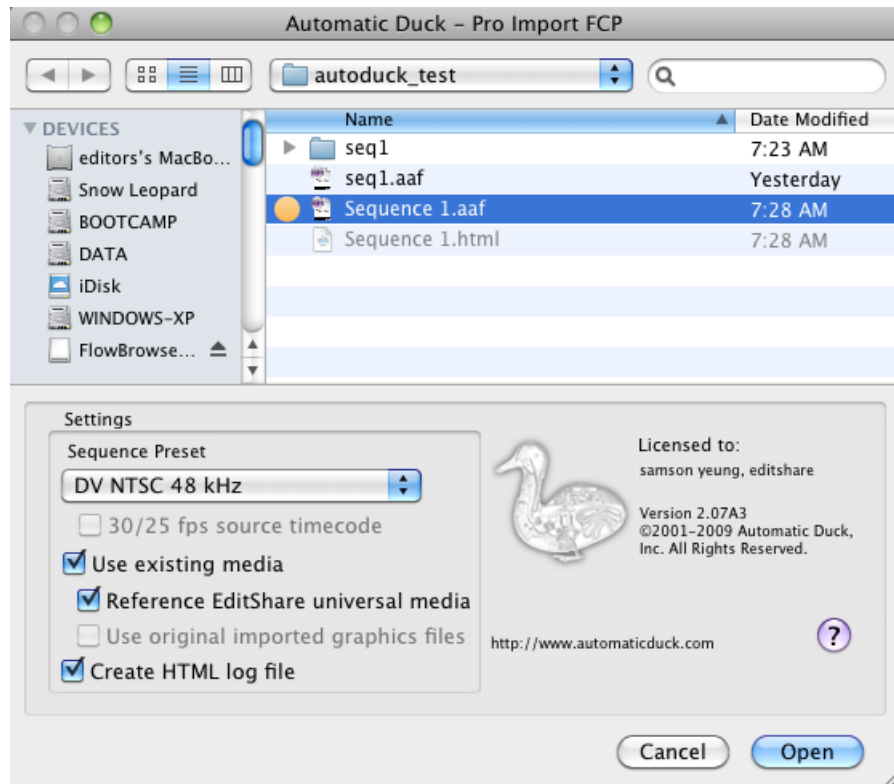 Automatic Duck – Pro Import FCP
autoduck_test
DEVICES
editors's MacBo...
Snow Leopard
BOOTCAMP
DATA
iDisk
WINDOWS-XP
FlowBrowse...
Name
Date Modified
seq1
7:23 AM
seq1.aaf
Yesterday
Sequence 1.aaf
7:28 AM
Sequence 1.html
7:28 AM
Settings
Sequence Preset
DV NTSC 48 kHz
30/25 fps source timecode
Use existing media
Reference EditShare universal media
Use original imported graphics files
Create HTML log file
Licensed to:
samson yeung, editshare
Version 2.07A3
©2001-2009 Automatic Duck,
Inc. All Rights Reserved.
http://www.automaticduck.com
?
Cancel
Open